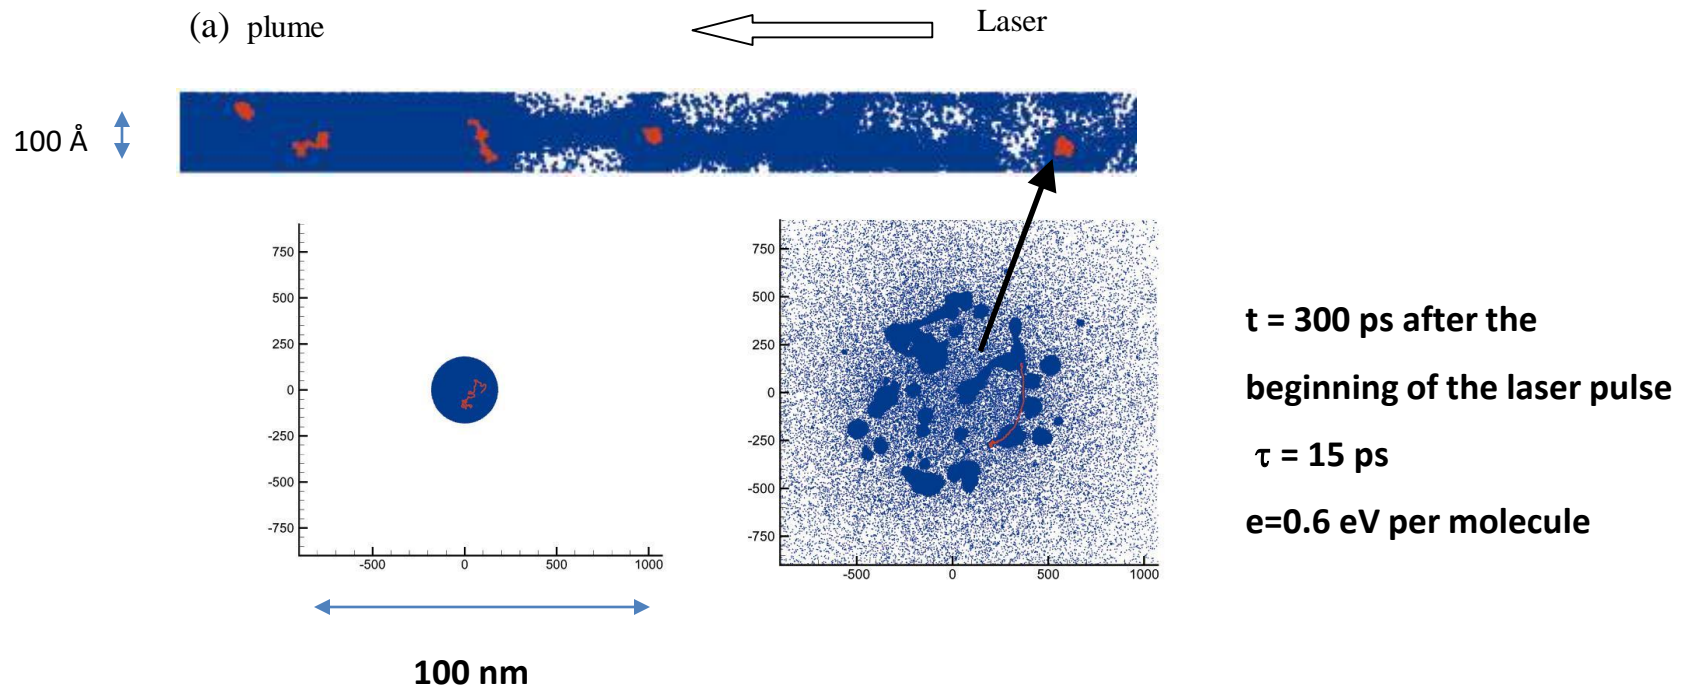 (a) plume
Laser
100 Å
750
500
250
0
-250
-500
-750
-500
0
500
1000
100 nm
750
500
250
0
-250
-500
-750
-500
0
500
1000
t = 300 ps after the
beginning of the laser pulse
τ = 15 ps
e=0.6 eV per molecule